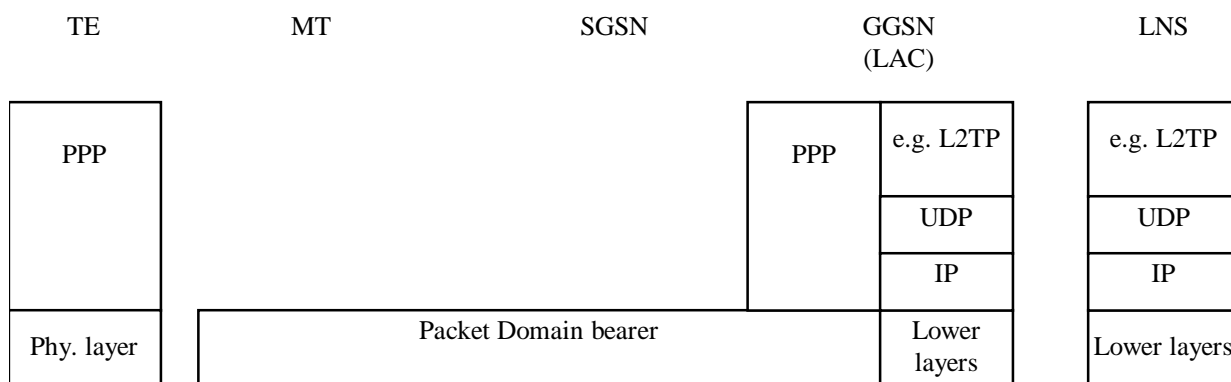 TE MT SGSN GGSN LNS
(LAC)
PPP PPP e.g. L2TP e.g. L2TP
UDP UDP
IP IP
Phy. layer Packet Domain bearer Lower Lower layers
layers